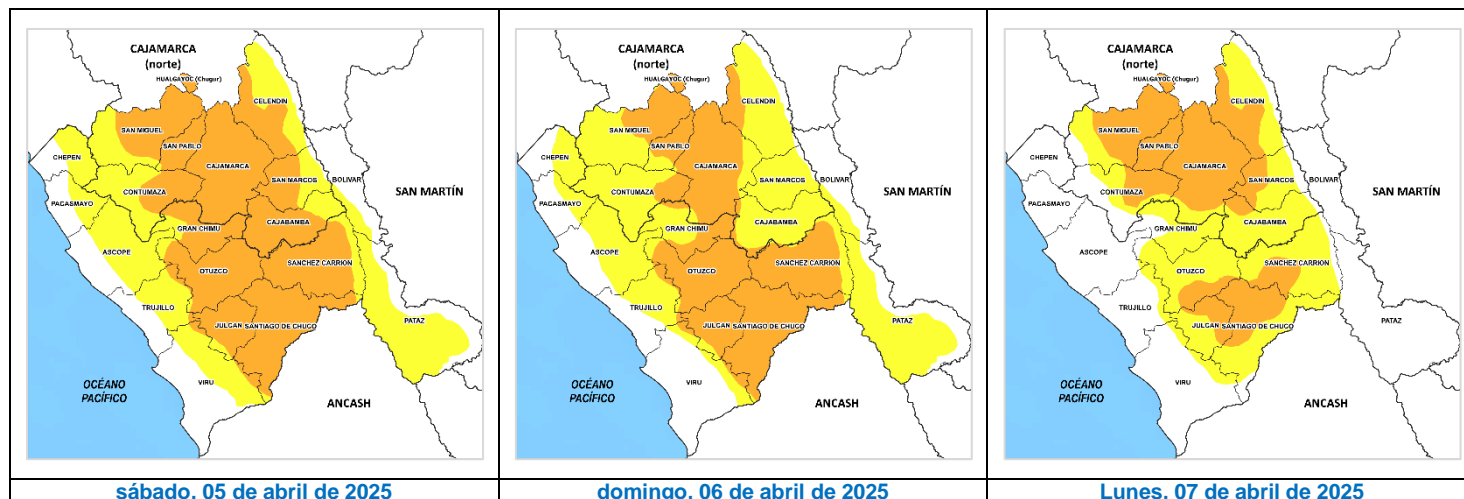 CAJAMARCA
(norte)
HUALGAYOC (Chugur)
CELENDIN
SAN MIGUEL
SAN PABLO
CHEPEN
CAJAMARCA
SAN MARCOS
BOLIVAR
SAN MARTÍN
CONTUMAZA
PACASMAYO
CAJABAMBA
GRAN CHIMU
ASCOPE
SANCHEZ CARRION
OTUZCO
TRUJILLO
PATAZ
JULCAN
SANTIAGO DE CHUCO
VIRU
OCÉANO
PACÍFICO
ANCASH
sábado, 05 de abril de 2025
CAJAMARCA
(norte)
HUALGAYOC (Chugur)
CELENDIN
SAN MIGUEL
SAN PABLO
CHEPEN
CAJAMARCA
SAN MARCOS
BOLIVAR
SAN MARTÍN
CONTUMAZA
PACASMAYO
CAJABAMBA
GRAN CHIMU
ASCOPE
SANCHEZ CARRION
OTUZCO
TRUJILLO
PATAZ
JULCAN
SANTIAGO DE CHUCO
VIRU
OCÉANO
PACÍFICO
ANCASH
domingo, 06 de abril de 2025
CAJAMARCA
(norte)
HUALGAYOC (Chugur)
CELENDIN
SAN MIGUEL
SAN PABLO
CHEPEN
CAJAMARCA
SAN MARCOS
BOLIVAR
SAN MARTÍN
CONTUMAZA
PACASMAYO
CAJABAMBA
GRAN CHIMU
ASCOPE
SANCHEZ CARRION
OTUZCO
TRUJILLO
PATAZ
JULCAN
SANTIAGO DE CHUCO
VIRU
OCÉANO
PACÍFICO
ANCASH
Lunes, 07 de abril de 2025